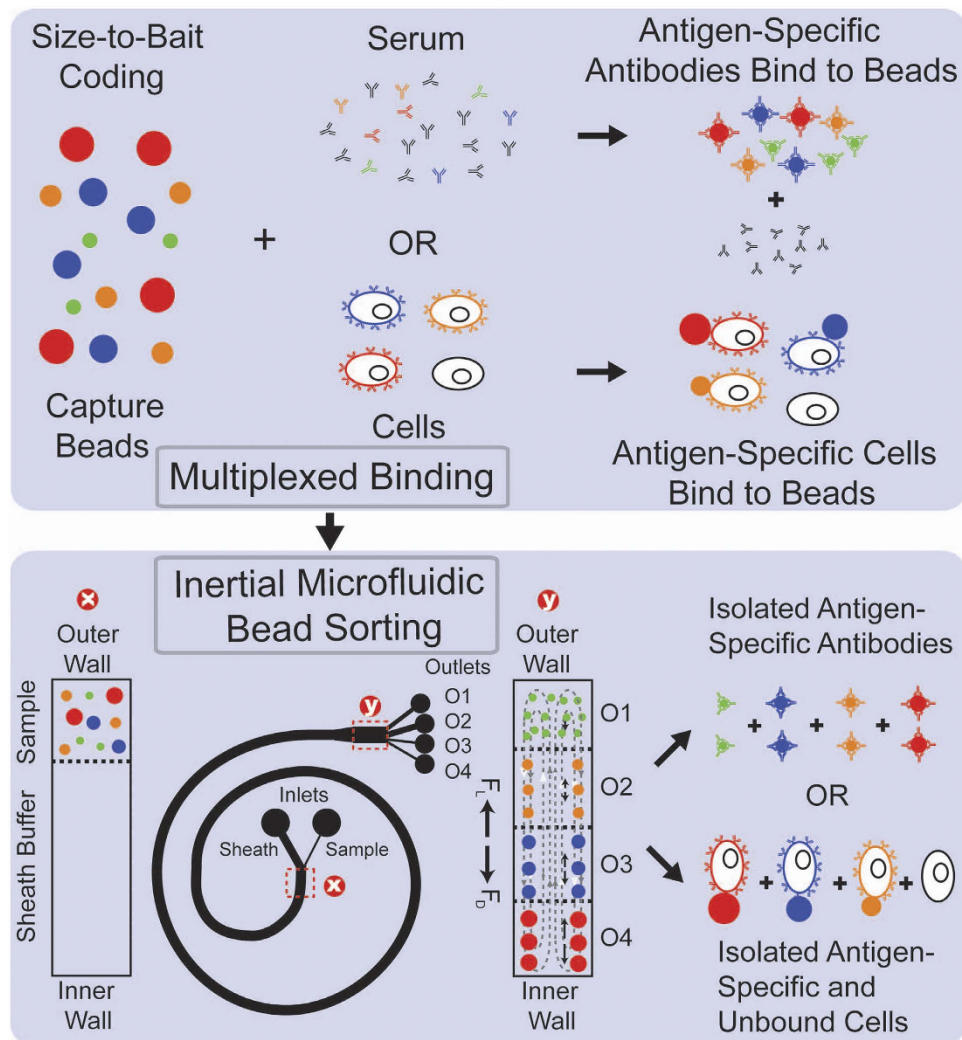 Size-to-Bait
Coding
Serum
Antigen-Specific
Antibodies Bind to Beads
+
+
OR
Capture
Beads
Cells
Antigen-Specific Cells
Bind to Beads
Multiplexed Binding
Inertial Microfluidic
Bead Sorting
x
Outer
Wall
Sample
Sheath Buffer
Inner
Wall
Outlets
O1
O2
O3
O4
y
Inlets
Sheath
Sample
x
y
Outer
Wall
O1
O2
O3
O4
F_L
F_D
Inner
Wall
Isolated Antigen-
Specific Antibodies
+ + +
OR
+ + +
Isolated Antigen-
Specific and
Unbound Cells